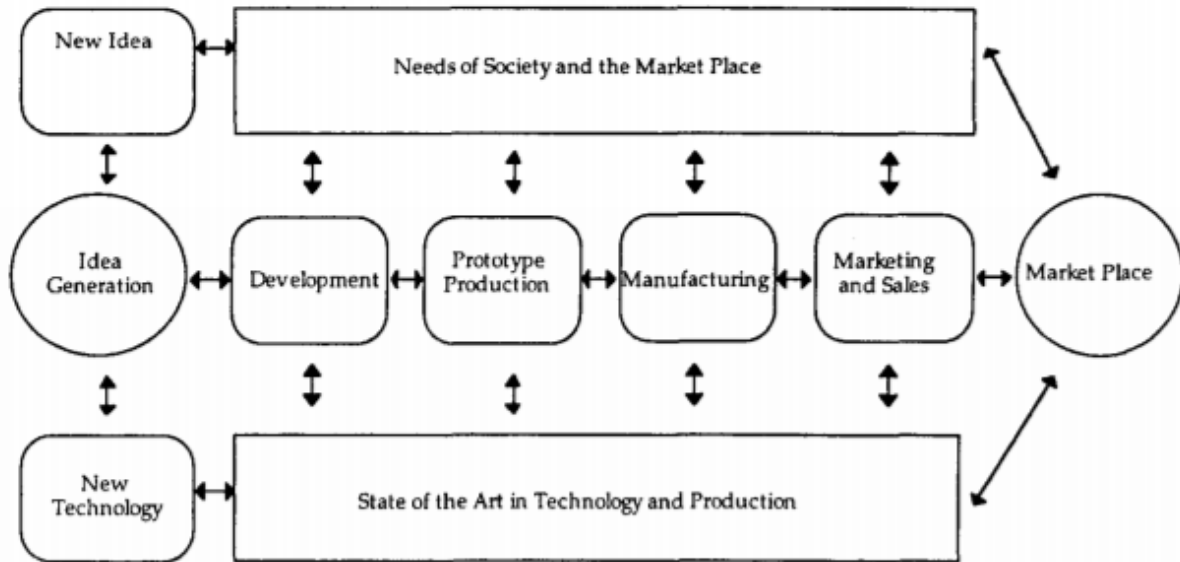 New Idea
Needs of Society and the Market Place
Idea
Generation
Development
Prototype
Production
Manufacturing
Marketing
and Sales
Market Place
New
Technology
State of the Art in Technology and Production